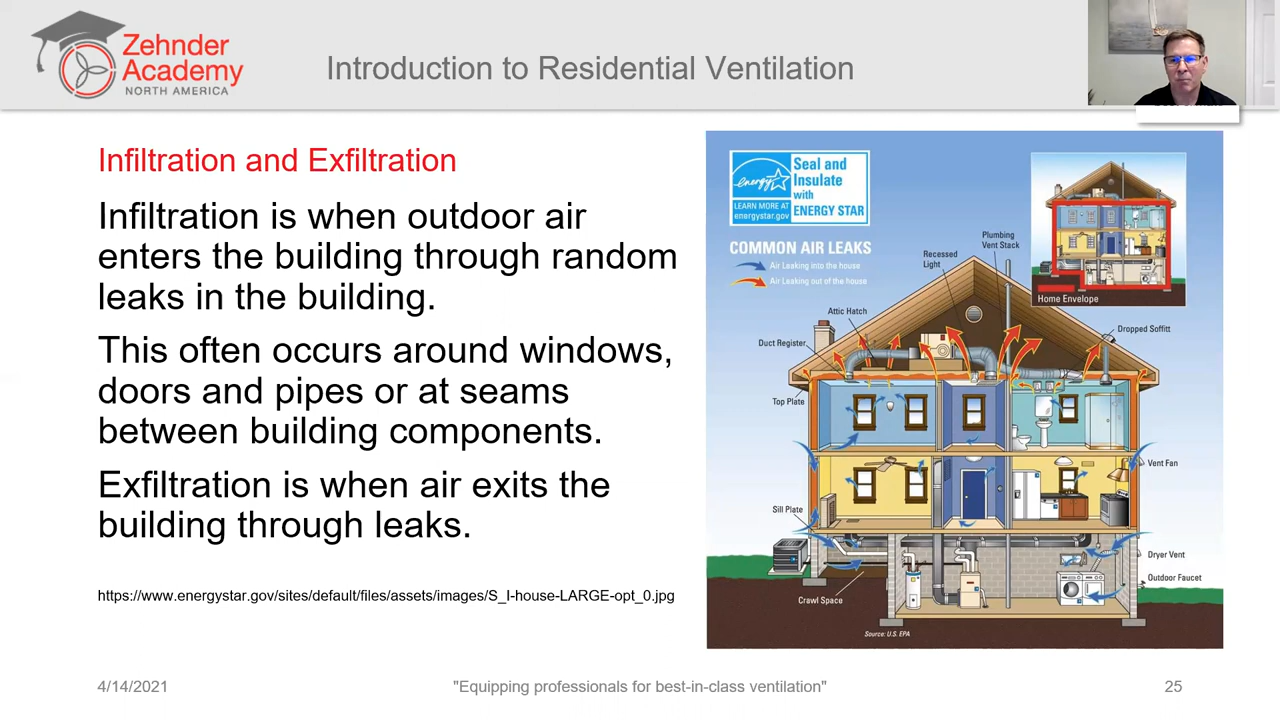 Zehnder
Academy
NORTH AMERICA
Introduction to Residential Ventilation
Infiltration and Exfiltration
Infiltration is when outdoor air
enters the building through random
leaks in the building.
This often occurs around windows,
doors and pipes or at seams
between building components.
Exfiltration is when air exits the
building through leaks.
https://www.energystar.gov/sites/default/files/assets/images/S_I-house-LARGE-opt_0.jpg
energy
LEARN MORE AT
energystar.gov
Seal and
Insulate
with
ENERGY STAR
COMMON AIR LEAKS
Air Leaking into the house
Air Leaking out of the house
Home Envelope
Plumbing
Vent Stack
Recessed
Light
Attic Hatch
Dropped Soffitt
Duct Register
Top Plate
Vent Fan
Sill Plate
Dryer Vent
Outdoor Faucet
Crawl Space
Source: U.S. EPA
4/14/2021
"Equipping professionals for best-in-class ventilation"
25